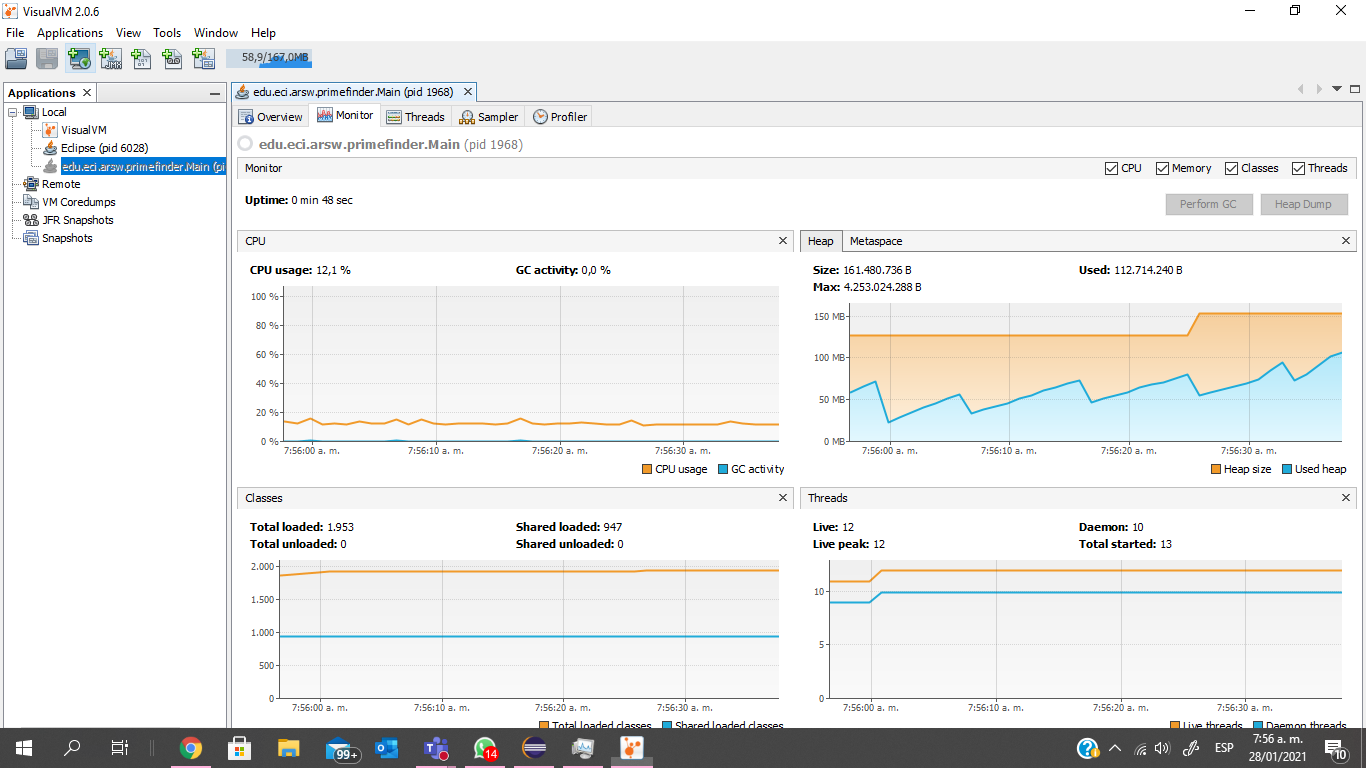 VisualVM 2.0.6
File Applications View Tools Window Help
58,9/167,0MB
Applications
Local
VisualVM
Eclipse (pid 6028)
edu.eci.arsw.primefinder.Main (pi
Remote
VM Coredumps
JFR Snapshots
Snapshots
edu.eci.arsw.primefinder.Main (pid 1968)
Overview Monitor Threads Sampler Profiler
edu.eci.arsw.primefinder.Main (pid 1968)
Monitor CPU Memory Classes Threads
Uptime: 0 min 48 sec
Perform GC Heap Dump
CPU
CPU usage: 12,1 % GC activity: 0,0 %
100 %
80 %
60 %
40 %
20 %
0 %
7:56:00 a. m. 7:56:10 a. m. 7:56:20 a. m. 7:56:30 a. m.
CPU usage GC activity
Heap Metaspace
Size: 161.480.736 B Used: 112.714.240 B
Max: 4.253.024.288 B
150 MB
100 MB
50 MB
0 MB
7:56:00 a. m. 7:56:10 a. m. 7:56:20 a. m. 7:56:30 a. m.
Heap size Used heap
Classes
Total loaded: 1.953 Shared loaded: 947
Total unloaded: 0 Shared unloaded: 0
2.000
1.500
1.000
500
0
7:56:00 a. m. 7:56:10 a. m. 7:56:20 a. m. 7:56:30 a. m.
Total loaded classes Shared loaded classes
Threads
Live: 12 Daemon: 10
Live peak: 12 Total started: 13
10
5
0
7:56:00 a. m. 7:56:10 a. m. 7:56:20 a. m. 7:56:30 a. m.
Live threads Daemon threads
99+
14
ESP
7:56 a. m.
28/01/2021
10